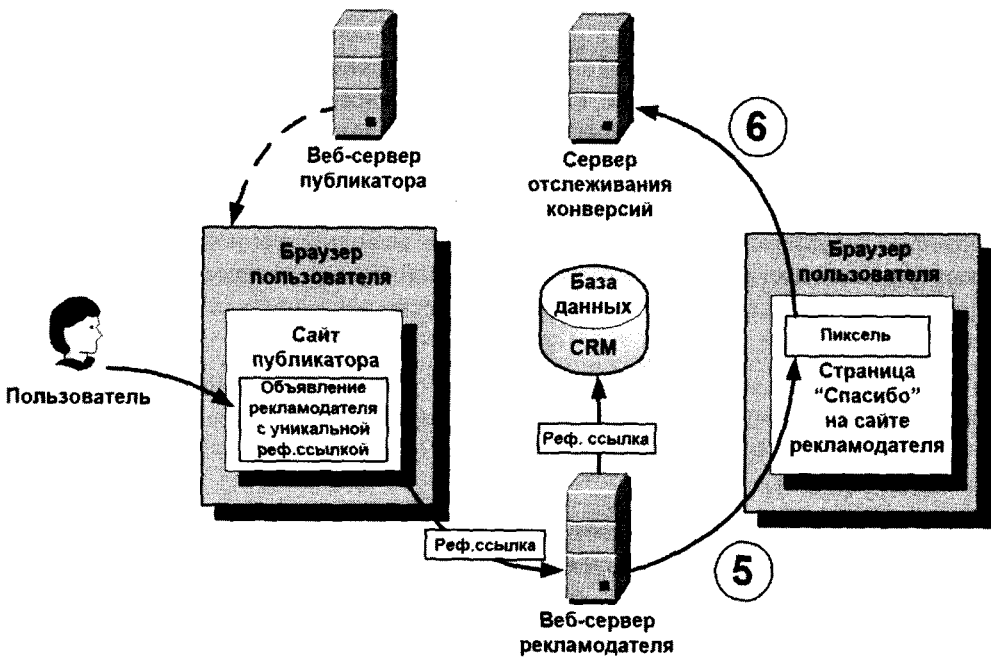 Веб-сервер
публикатора
Сервер
отслеживания
конверсий
6
Браузер
пользователя
Сайт
публикатора
Объявление
рекламодателя
с уникальной
реф.ссылкой
Пользователь
База
данных
CRM
Браузер
пользователя
Пиксель
Страница
“Спасибо”
на сайте
рекламодателя
Реф. ссылка
Реф.ссылка
5
Веб-сервер
рекламодателя